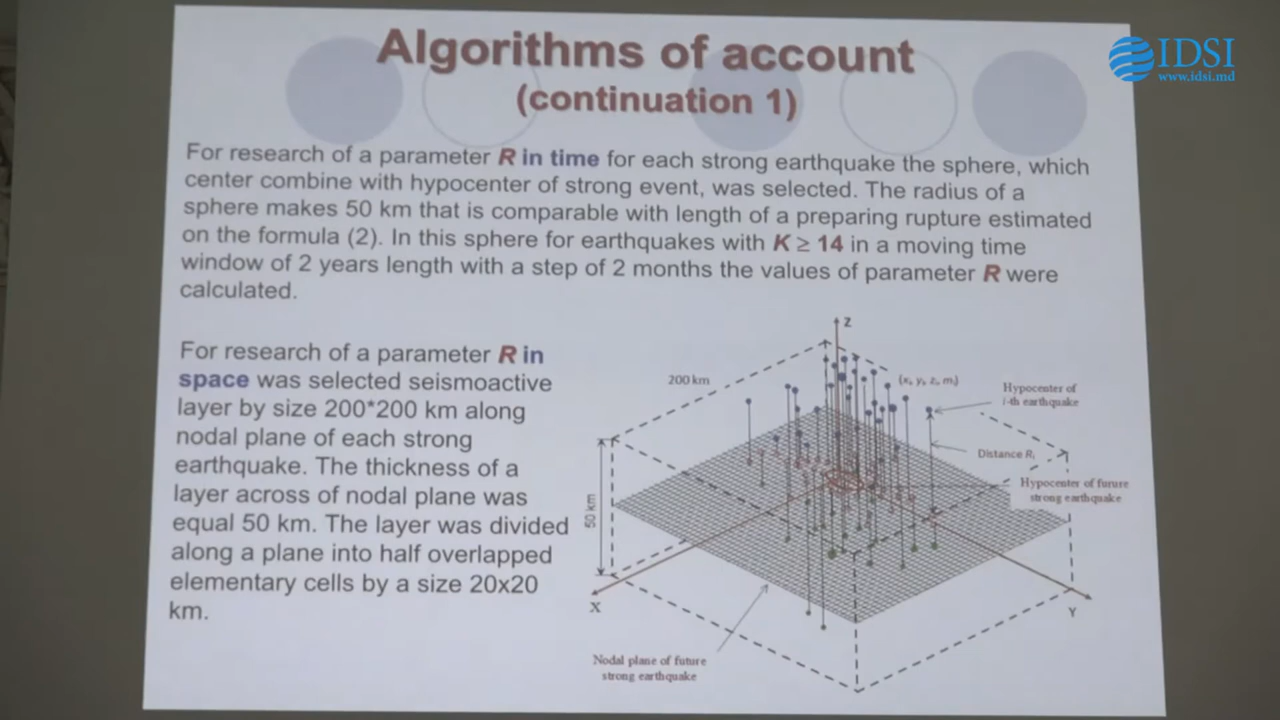 Algorithms of account
(continuation 1)
IDSI
www.idsi.md
For research of a parameter R in time for each strong earthquake the sphere, which
center combine with hypocenter of strong event, was selected. The radius of a
sphere makes 50 km that is comparable with length of a preparing rupture estimated
on the formula (2). In this sphere for earthquakes with K ≥ 14 in a moving time
window of 2 years length with a step of 2 months the values of parameter R were
calculated.
For research of a parameter R in
space was selected seismoactive
layer by size 200*200 km along
nodal plane of each strong
earthquake. The thickness of a
layer across of nodal plane was
equal 50 km. The layer was divided
along a plane into half overlapped
elementary cells by a size 20x20
km.
Z
200 km
(xᵢ, yᵢ, zᵢ, mᵢ)
Hypocenter of
i-th earthquake
Distance Rᵢ
Hypocenter of future
strong earthquake
50 km
X
Y
Nodal plane of future
strong earthquake